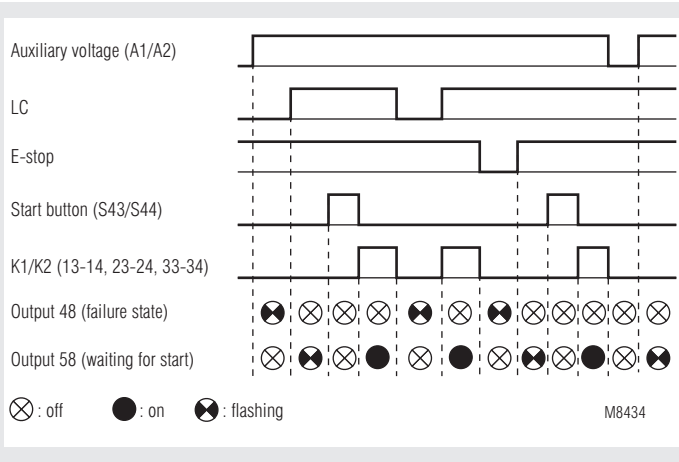 Auxiliary voltage (A1/A2)
LC
E-stop
Start button (S43/S44)
K1/K2 (13-14, 23-24, 33-34)
Output 48 (failure state)
Output 58 (waiting for start)
: off : on : flashing M8434